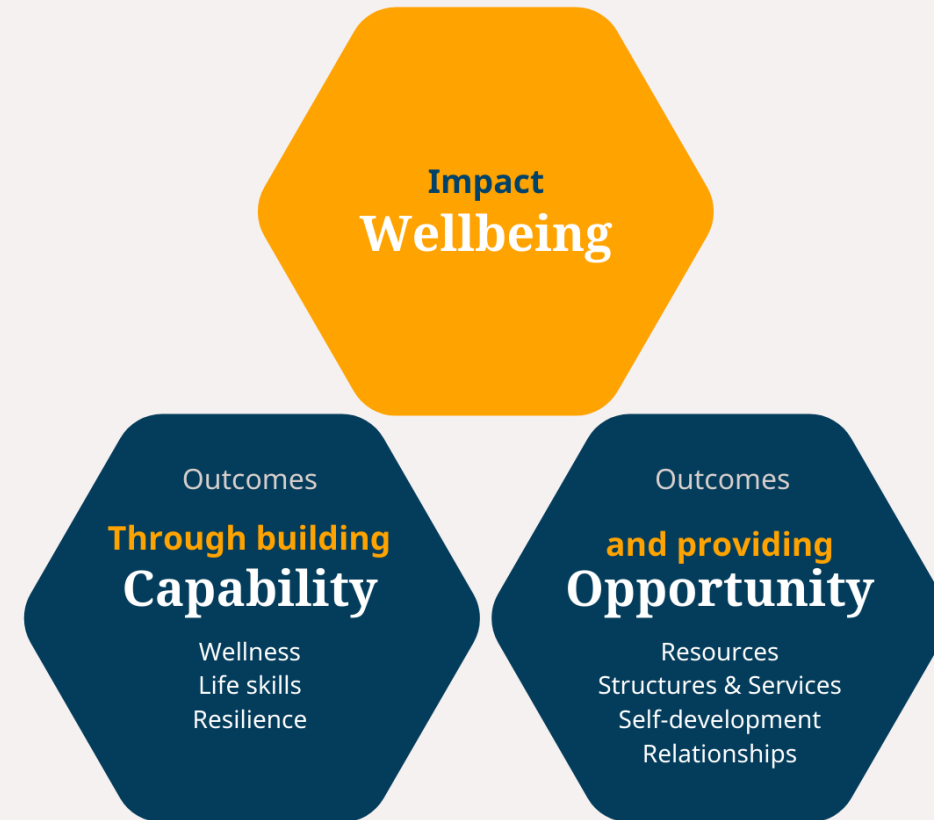 Impact
Wellbeing
Outcomes
Through building
Capability
Wellness
Life skills
Resilience
Outcomes
and providing
Opportunity
Resources
Structures & Services
Self-development
Relationships